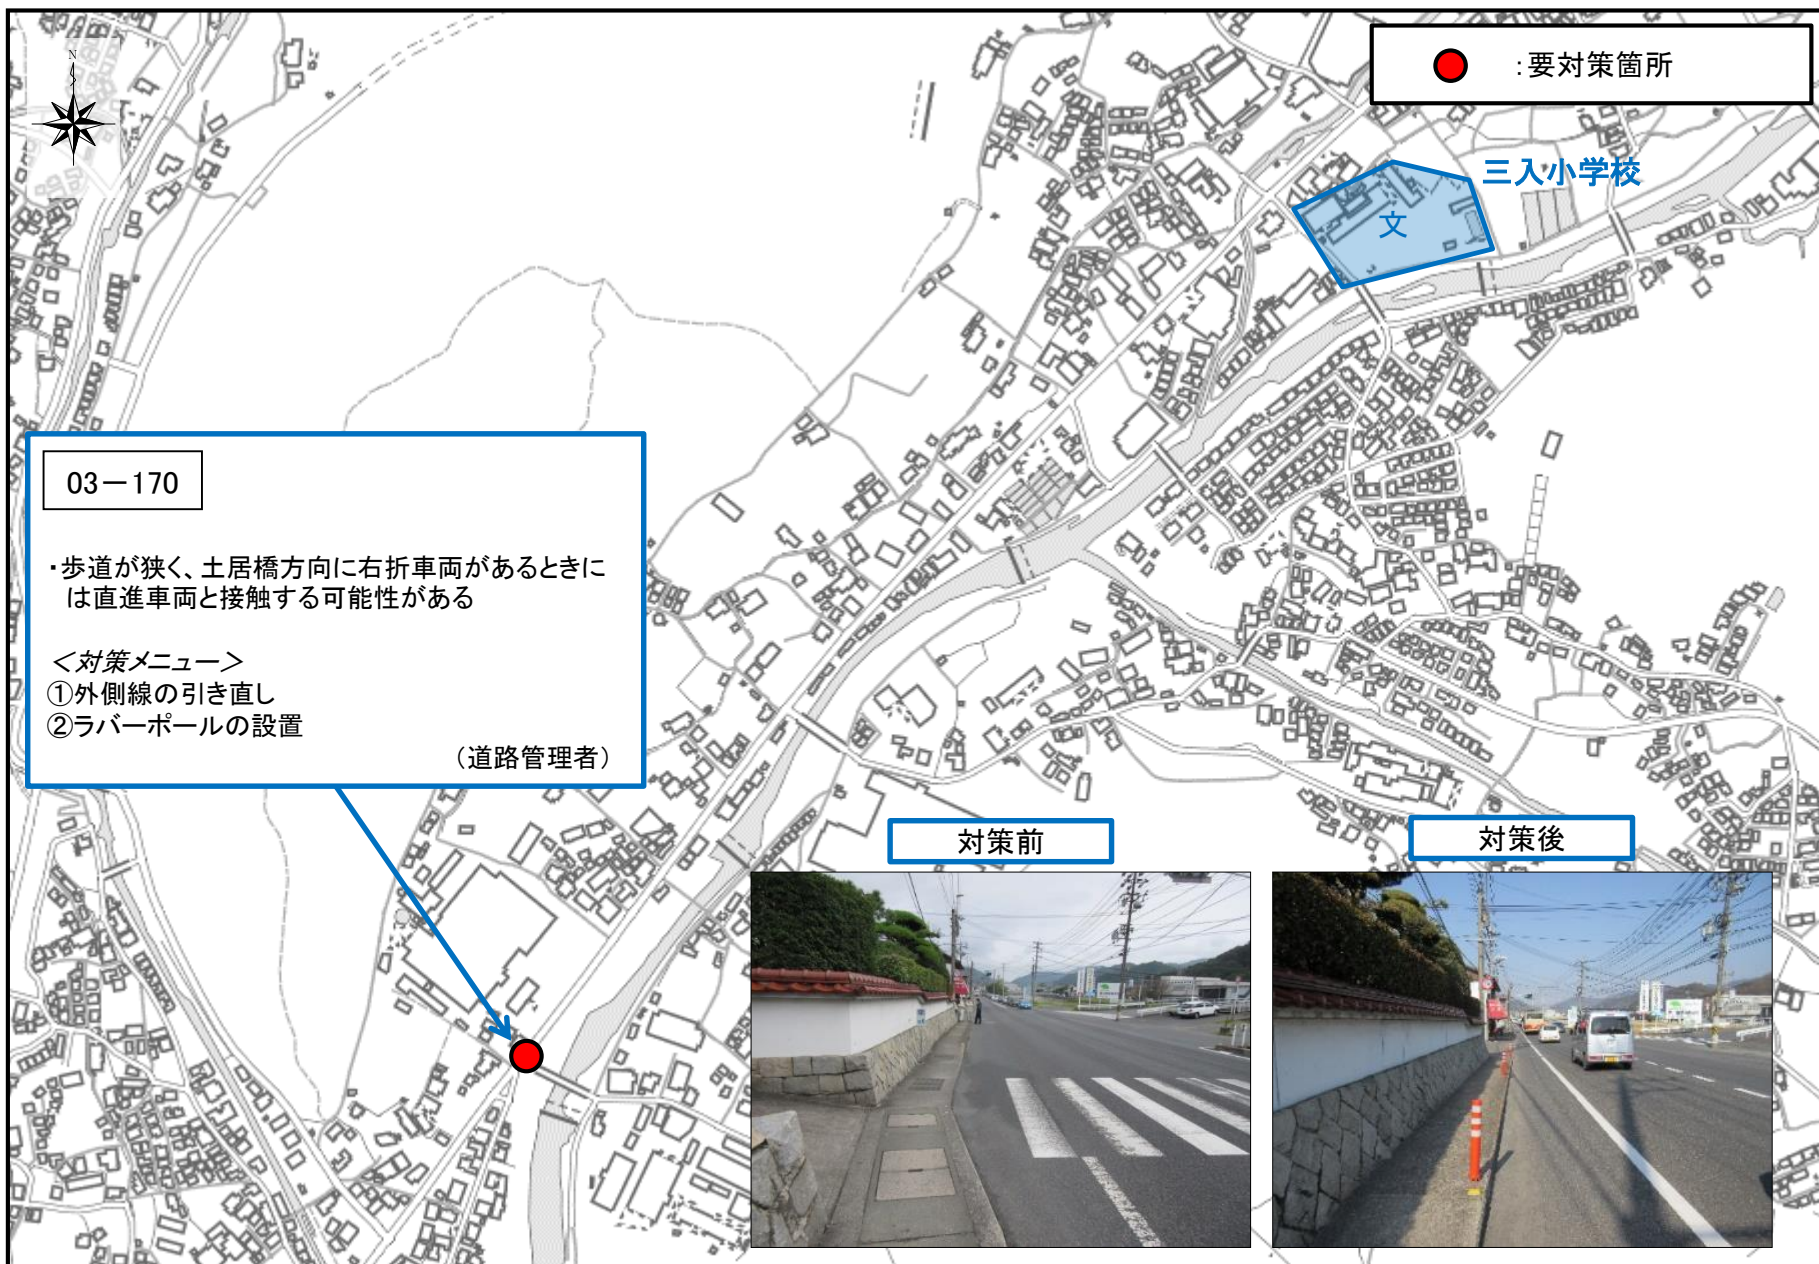 N
:要対策箇所
三入小学校
文
03-170
・歩道が狭く、土居橋方向に右折車両があるときに
は直進車両と接触する可能性がある
<対策メニュー>
①外側線の引き直し
②ラバーポールの設置
(道路管理者)
対策前
対策後